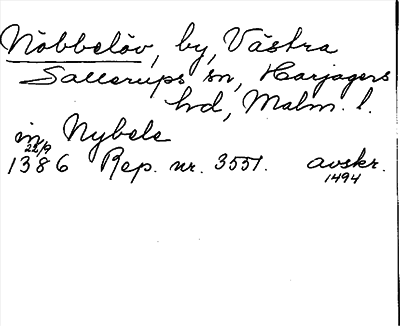 Nöbbelöv, by, Västra
Sallerups sn, Harjagers
hd, Malm. l.
in Nybele
22/9
1386 Rep. nr. 3551. avskr.
1494